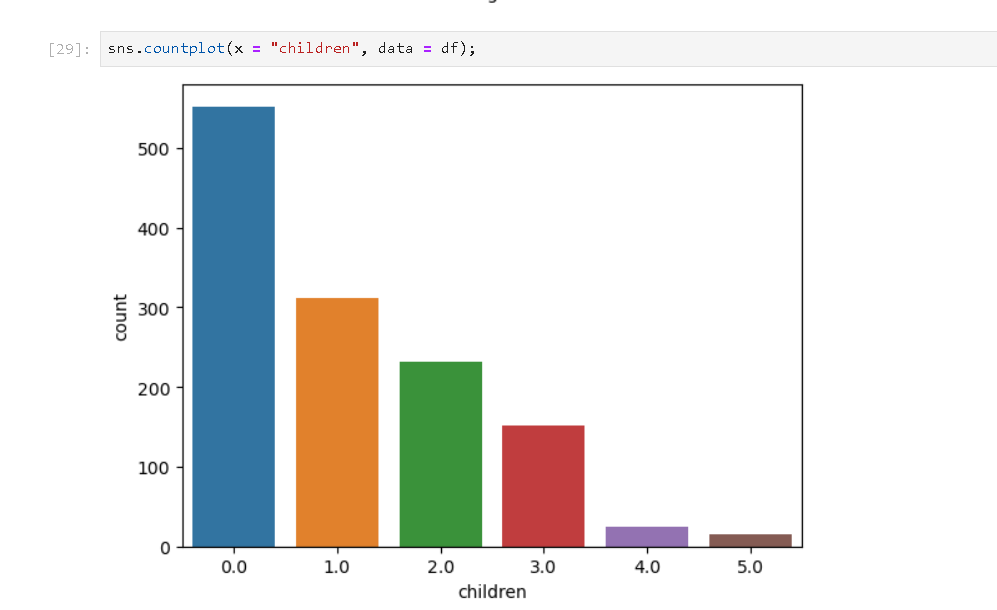 [29]: sns.countplot(x = "children", data = df);
500
400
300
200
100
0
count
0.0 1.0 2.0 3.0 4.0 5.0
children